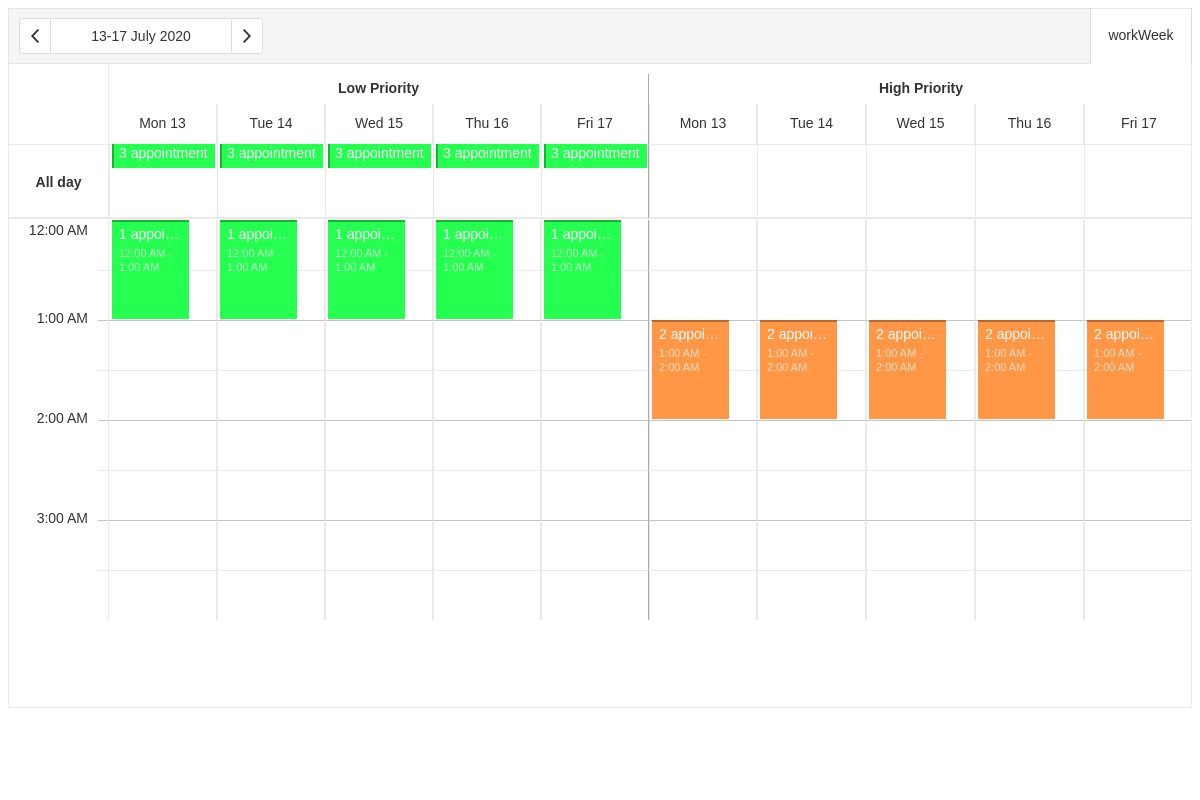 13-17 July 2020
workWeek
Low Priority
High Priority
Mon 13
Tue 14
Wed 15
Thu 16
Fri 17
Mon 13
Tue 14
Wed 15
Thu 16
Fri 17
All day
3 appointment
3 appointment
3 appointment
3 appointment
3 appointment
12:00 AM
1 appoi…
12:00 AM -
1:00 AM
1 appoi…
12:00 AM -
1:00 AM
1 appoi…
12:00 AM -
1:00 AM
1 appoi…
12:00 AM -
1:00 AM
1 appoi…
12:00 AM -
1:00 AM
1:00 AM
2 appoi…
1:00 AM -
2:00 AM
2 appoi…
1:00 AM -
2:00 AM
2 appoi…
1:00 AM -
2:00 AM
2 appoi…
1:00 AM -
2:00 AM
2 appoi…
1:00 AM -
2:00 AM
2:00 AM
3:00 AM